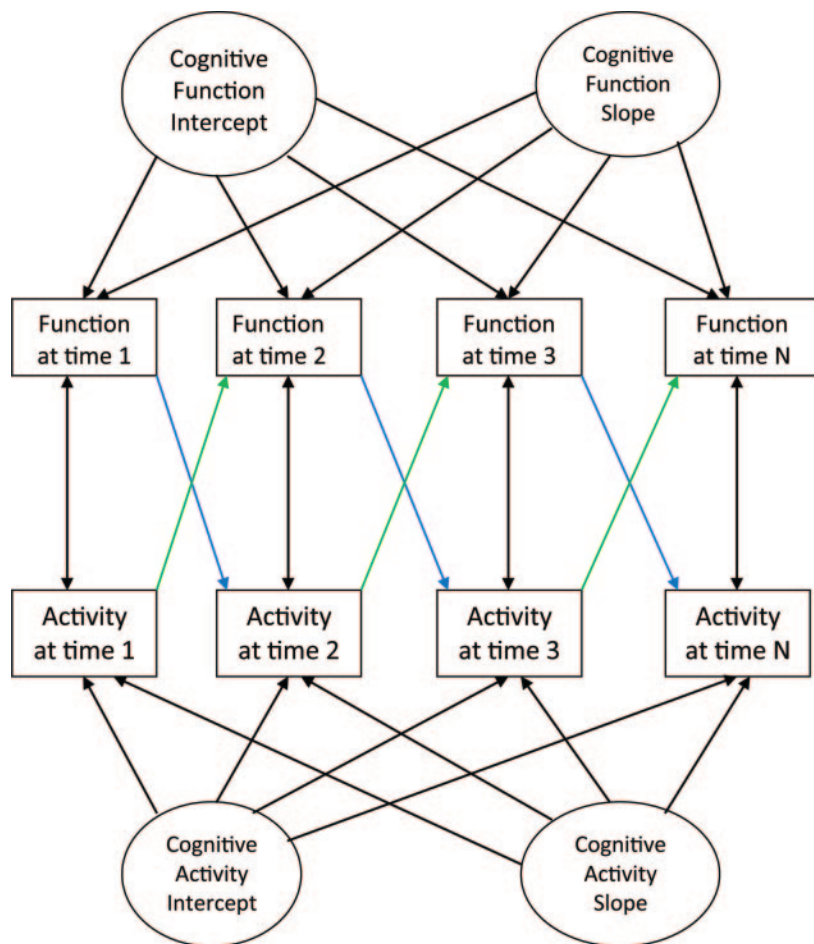 Cognitive
Function
Intercept
Cognitive
Function
Slope
Function
at time 1
Function
at time 2
Function
at time 3
Function
at time N
Activity
at time 1
Activity
at time 2
Activity
at time 3
Activity
at time N
Cognitive
Activity
Intercept
Cognitive
Activity
Slope